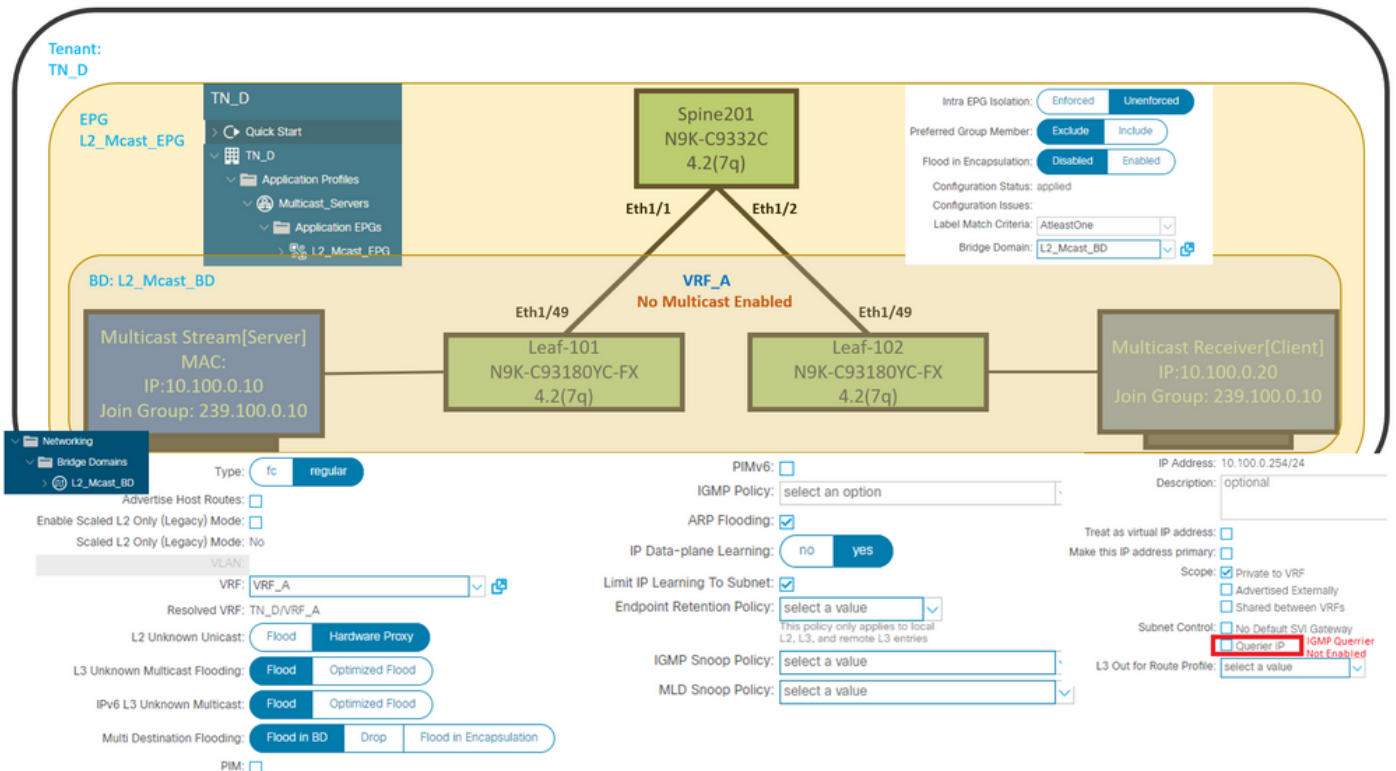 Tenant:
TN_D
EPG
L2_Mcast_EPG
TN_D
Quick Start
TN_D
Application Profiles
Multicast_Servers
Application EPGs
L2_Mcast_EPG
Spine201
N9K-C9332C
4.2(7q)
Eth1/1
Eth1/2
Intra EPG Isolation: Enforced Unenforced
Preferred Group Member: Exclude Include
Flood in Encapsulation: Disabled Enabled
Configuration Status: applied
Configuration Issues:
Label Match Criteria: AtleastOne
Bridge Domain: L2_Mcast_BD
BD: L2_Mcast_BD
VRF_A
No Multicast Enabled
Eth1/49
Eth1/49
Multicast Stream[Server]
MAC:
IP:10.100.0.10
Join Group: 239.100.0.10
Leaf-101
N9K-C93180YC-FX
4.2(7q)
Leaf-102
N9K-C93180YC-FX
4.2(7q)
Multicast Receiver[Client]
IP:10.100.0.20
Join Group: 239.100.0.10
Networking
Bridge Domains
L2_Mcast_BD
Type: fc regular
Advertise Host Routes:
Enable Scaled L2 Only (Legacy) Mode:
Scaled L2 Only (Legacy) Mode: No
VLAN:
VRF: VRF_A
Resolved VRF: TN_D/VRF_A
L2 Unknown Unicast: Flood Hardware Proxy
L3 Unknown Multicast Flooding: Flood Optimized Flood
IPv6 L3 Unknown Multicast: Flood Optimized Flood
Multi Destination Flooding: Flood in BD Drop Flood in Encapsulation
PIM:
PIMv6:
IGMP Policy: select an option
ARP Flooding:
IP Data-plane Learning: no yes
Limit IP Learning To Subnet:
Endpoint Retention Policy: select a value
This policy only applies to local
L2, L3, and remote L3 entries
IGMP Snoop Policy: select a value
MLD Snoop Policy: select a value
IP Address: 10.100.0.254/24
Description: optional
Treat as virtual IP address:
Make this IP address primary:
Scope: Private to VRF
Advertised Externally
Shared between VRFs
Subnet Control: No Default SVI Gateway
Querier IP
IGMP Querrier
Not Enabled
L3 Out for Route Profile: select a value